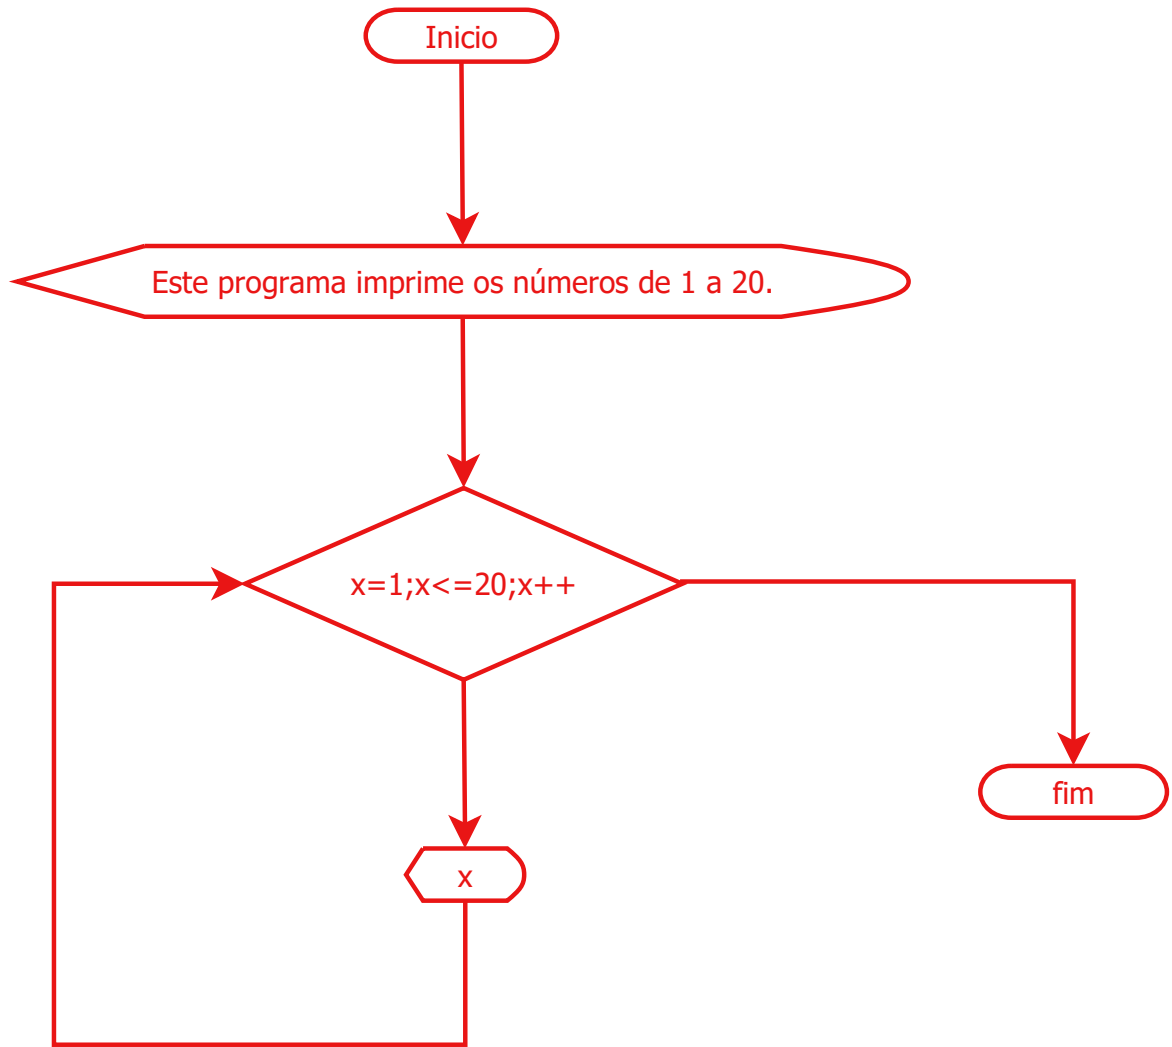 Inicio
Este programa imprime os números de 1 a 20.
x=1;x<=20;x++
x
fim